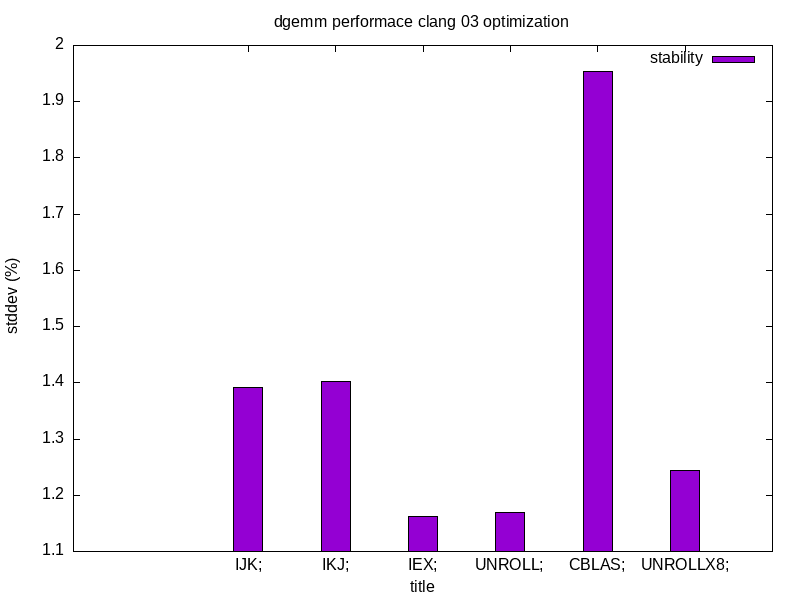 dgemm performace clang 03 optimization
stability
2
1.9
1.8
1.7
1.6
1.5
1.4
1.3
1.2
1.1
stddev (%)
IJK; IKJ; IEX; UNROLL; CBLAS; UNROLLX8;
title